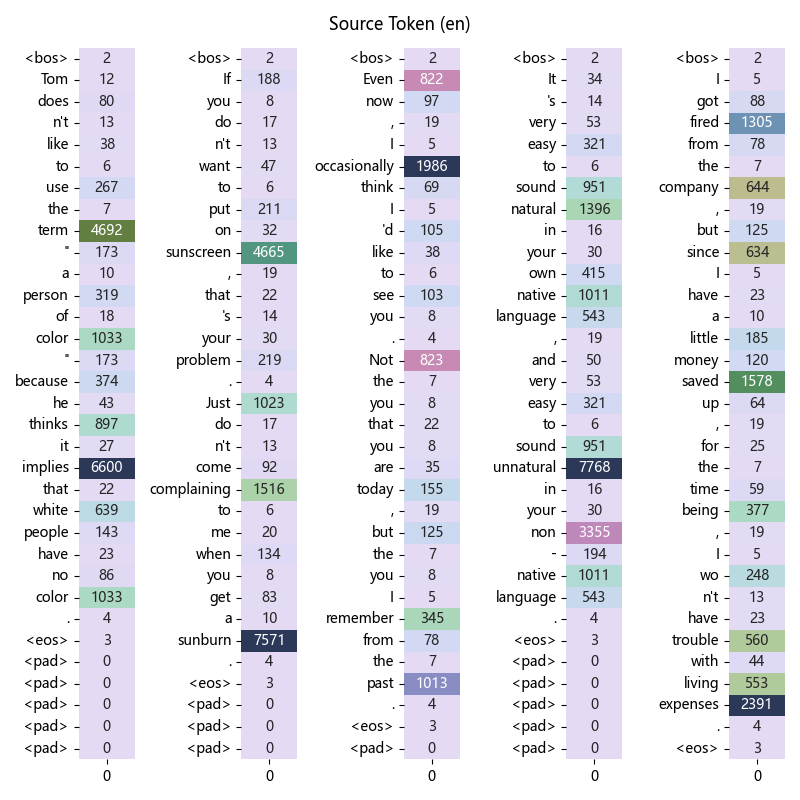 Source Token (en)
<bos> 2
Tom 12
does 80
n't 13
like 38
to 6
use 267
the 7
term 4692
" 173
a 10
person 319
of 18
color 1033
" 173
because 374
he 43
thinks 897
it 27
implies 6600
that 22
white 639
people 143
have 23
no 86
color 1033
. 4
<eos> 3
<pad> 0
<pad> 0
<pad> 0
<pad> 0
<pad> 0
0
<bos> 2
If 188
you 8
do 17
n't 13
want 47
to 6
put 211
on 32
sunscreen 4665
, 19
that 22
's 14
your 30
problem 219
. 4
Just 1023
do 17
n't 13
come 92
complaining 1516
to 6
me 20
when 134
you 8
get 83
a 10
sunburn 7571
. 4
<eos> 3
<pad> 0
<pad> 0
<pad> 0
0
<bos> 2
Even 822
now 97
, 19
I 5
occasionally 1986
think 69
I 5
'd 105
like 38
to 6
see 103
you 8
. 4
Not 823
the 7
you 8
that 22
you 8
are 35
today 155
, 19
but 125
the 7
you 8
I 5
remember 345
from 78
the 7
past 1013
. 4
<eos> 3
<pad> 0
0
<bos> 2
It 34
's 14
very 53
easy 321
to 6
sound 951
natural 1396
in 16
your 30
own 415
native 1011
language 543
, 19
and 50
very 53
easy 321
to 6
sound 951
unnatural 7768
in 16
your 30
non 3355
- 194
native 1011
language 543
. 4
<eos> 3
<pad> 0
<pad> 0
<pad> 0
<pad> 0
<pad> 0
0
<bos> 2
I 5
got 88
fired 1305
from 78
the 7
company 644
, 19
but 125
since 634
I 5
have 23
a 10
little 185
money 120
saved 1578
up 64
, 19
for 25
the 7
time 59
being 377
, 19
I 5
wo 248
n't 13
have 23
trouble 560
with 44
living 553
expenses 2391
. 4
<eos> 3
0